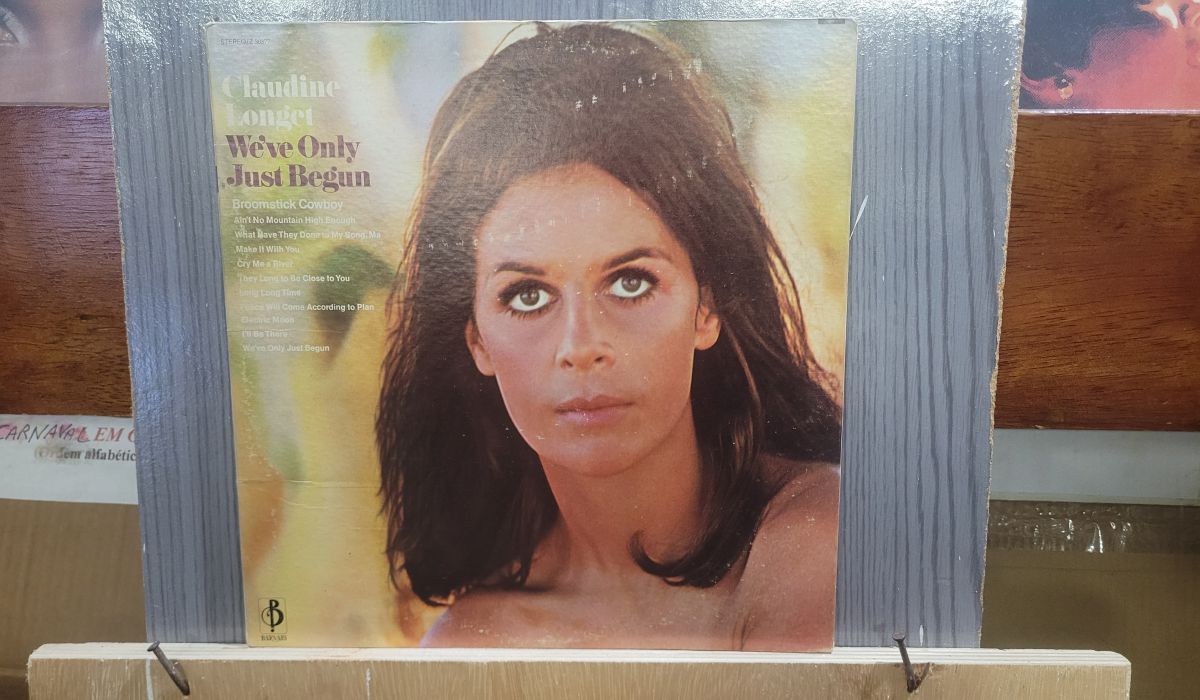 STEREO/Z 30377
Claudine
Longet
We've Only
Just Begun
Broomstick Cowboy
Ain't No Mountain High Enough
What Have They Done to My Song, Ma
Make It With You
Cry Me a River
They Long to Be Close to You
Long Long Time
Peace Will Come According to Plan
Electric Moon
I'll Be There
We've Only Just Begun
B
BARNABY
CARNAVAL EM
Ordem alfabétic